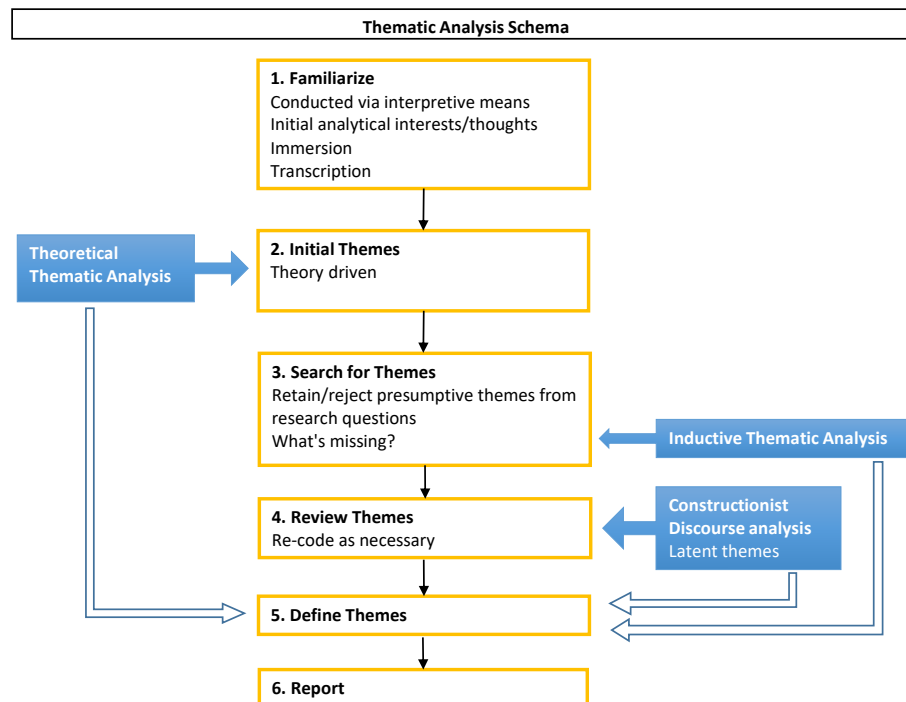 Thematic Analysis Schema
1. Familiarize
Conducted via interpretive means
Initial analytical interests/thoughts
Immersion
Transcription
Theoretical
Thematic Analysis
2. Initial Themes
Theory driven
3. Search for Themes
Retain/reject presumptive themes from
research questions
What's missing?
Inductive Thematic Analysis
4. Review Themes
Re-code as necessary
Constructionist
Discourse analysis
Latent themes
5. Define Themes
6. Report